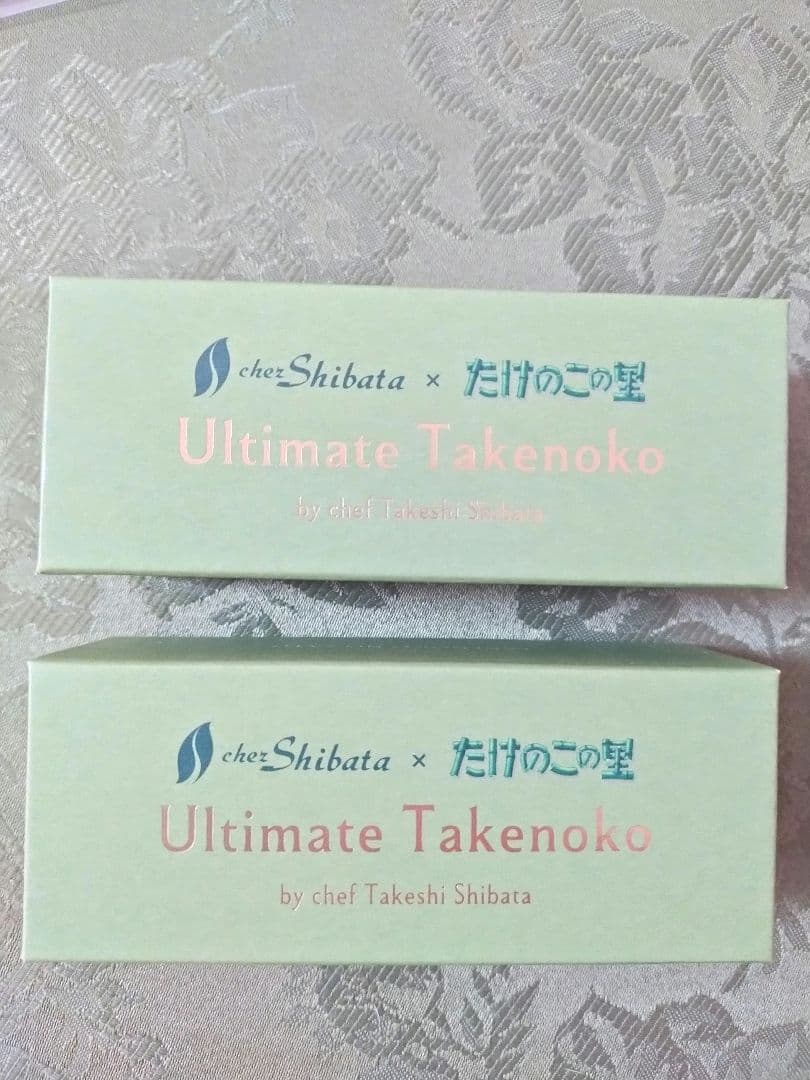 chez Shibata × たけのこの里
Ultimate Takenoko
by chef Takeshi Shibata
chez Shibata × たけのこの里
Ultimate Takenoko
by chef Takeshi Shibata